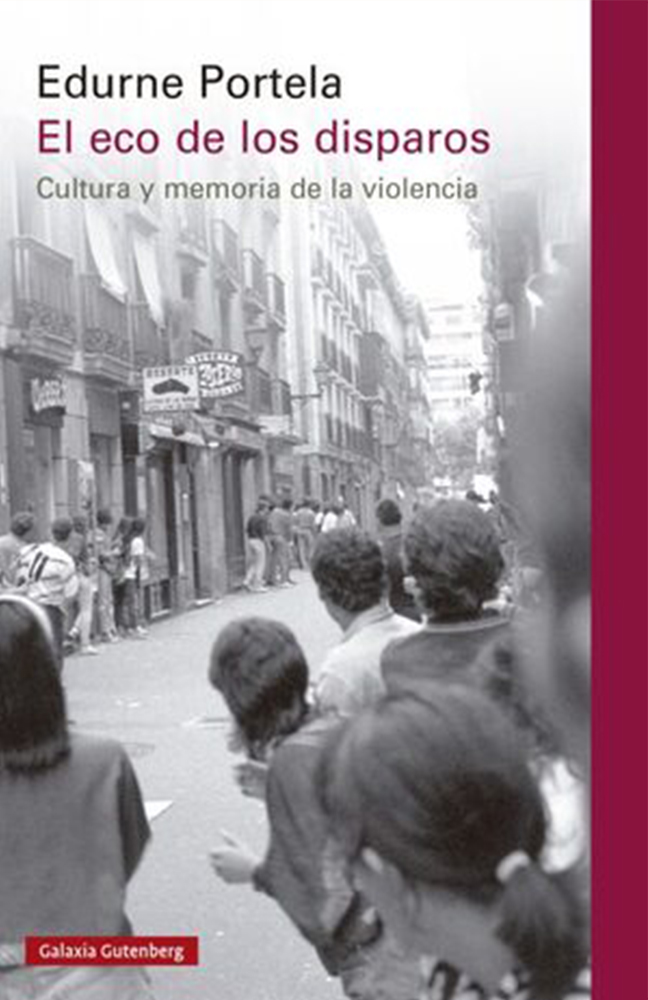 Edurne Portela
El eco de los disparos
Cultura y memoria de la violencia
Galaxia Gutenberg